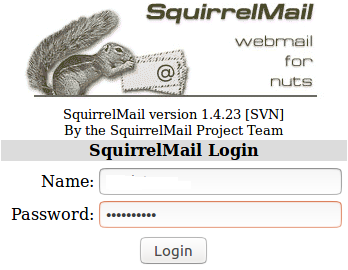 SquirrelMail
webmail
for
nuts
@
SquirrelMail version 1.4.23 [SVN]
By the SquirrelMail Project Team
SquirrelMail Login
Name:
Password: ••••••••••
Login